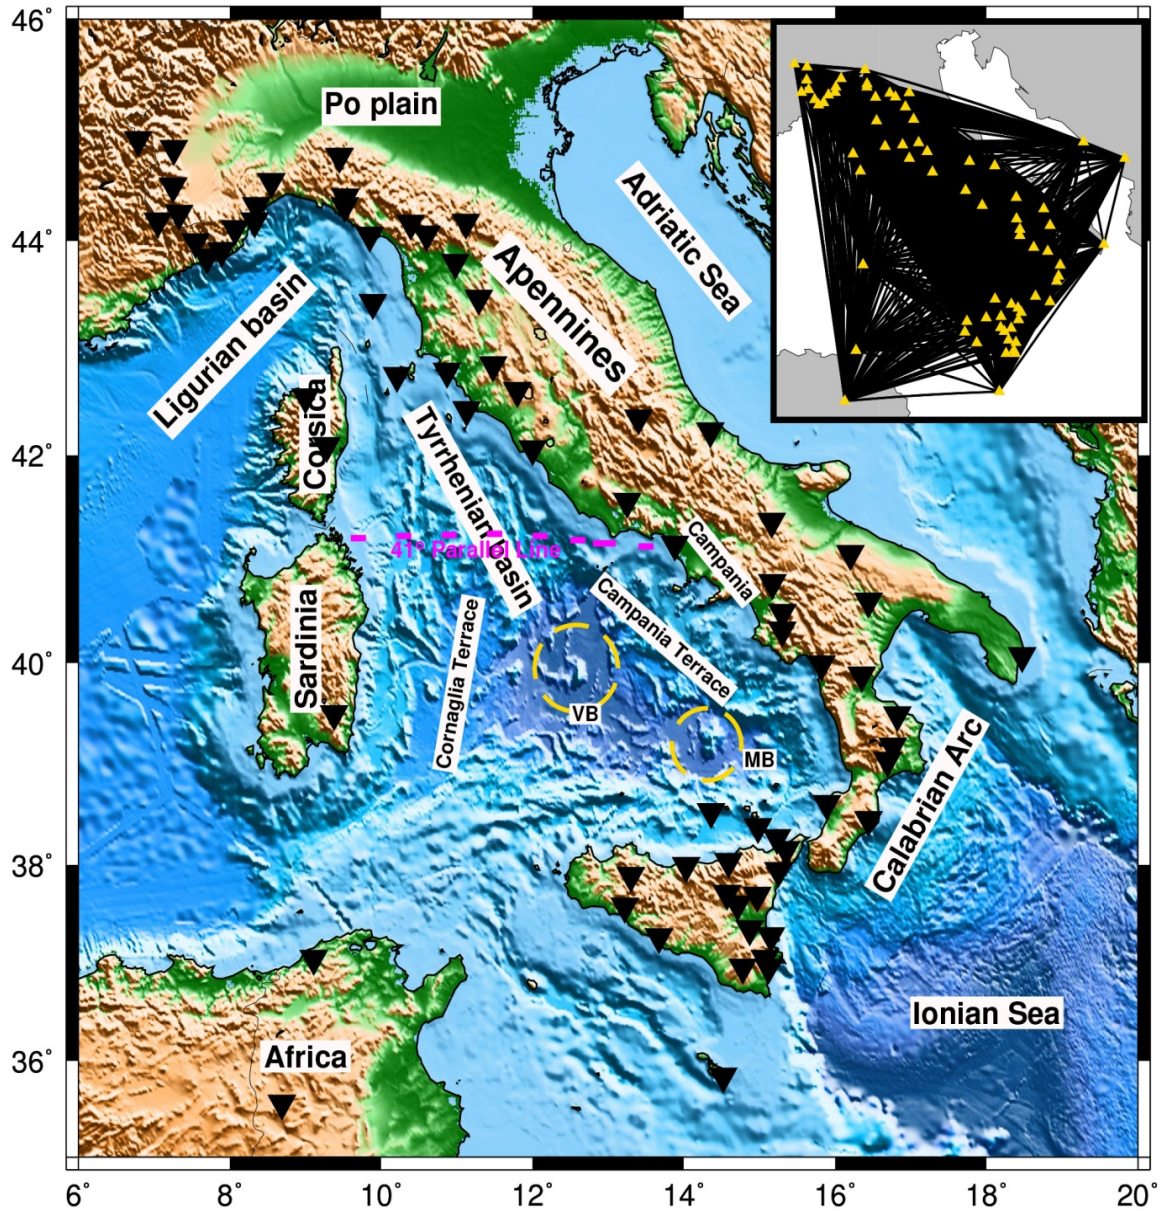 46°
44°
42°
40°
38°
36°
Po plain
Adriatic Sea
Apennines
Ligurian basin
Corsica
Tyrrhenian basin
41° Parallel Line
Campania
Campania Terrace
Sardinia
Cornaglia Terrace
VB
MB
Calabrian Arc
Ionian Sea
Africa
6° 8° 10° 12° 14° 16° 18° 20°